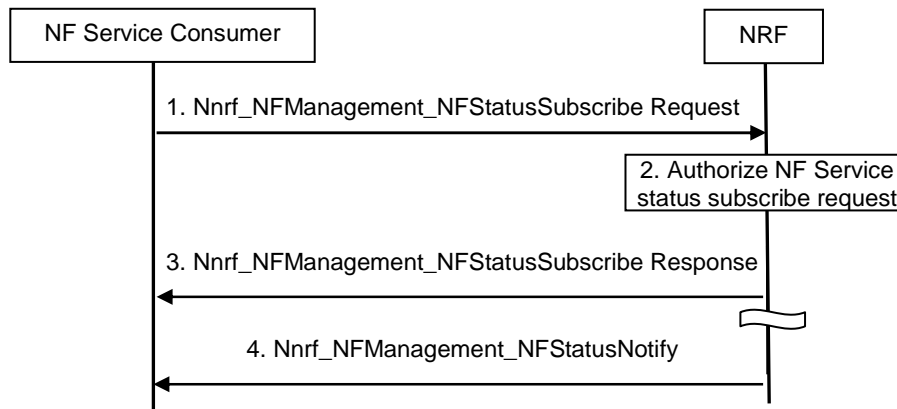 NF Service Consumer
NRF
1. Nnrf_NFManagement_NFStatusSubscribe Request
2. Authorize NF Service
status subscribe request
3. Nnrf_NFManagement_NFStatusSubscribe Response
4. Nnrf_NFManagement_NFStatusNotify